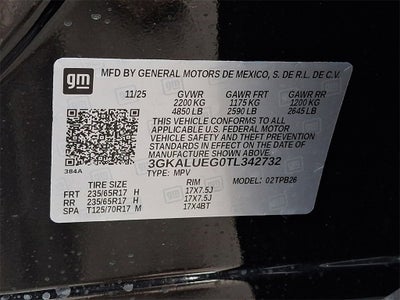 gm
MFD BY GENERAL MOTORS DE MEXICO, S. DE R.L. DE C.V.
11/25 GVWR GAWR FRT GAWR RR
2200 KG 1175 KG 1200 KG
4850 LB 2590 LB 2645 LB
THIS VEHICLE CONFORMS TO ALL
APPLICABLE U.S. FEDERAL MOTOR
VEHICLE SAFETY AND THEFT PREVENTION
STANDARDS IN EFFECT ON THE DATE OF
MANUFACTURE SHOWN ABOVE.
3GKALUEG0TL342732
384A TYPE: MPV MODEL: 02TPB26
TIRE SIZE RIM
FRT 235/65R17 H 17X7.5J
RR 235/65R17 H 17X7.5J
SPA T125/70R17 M 17X4BT